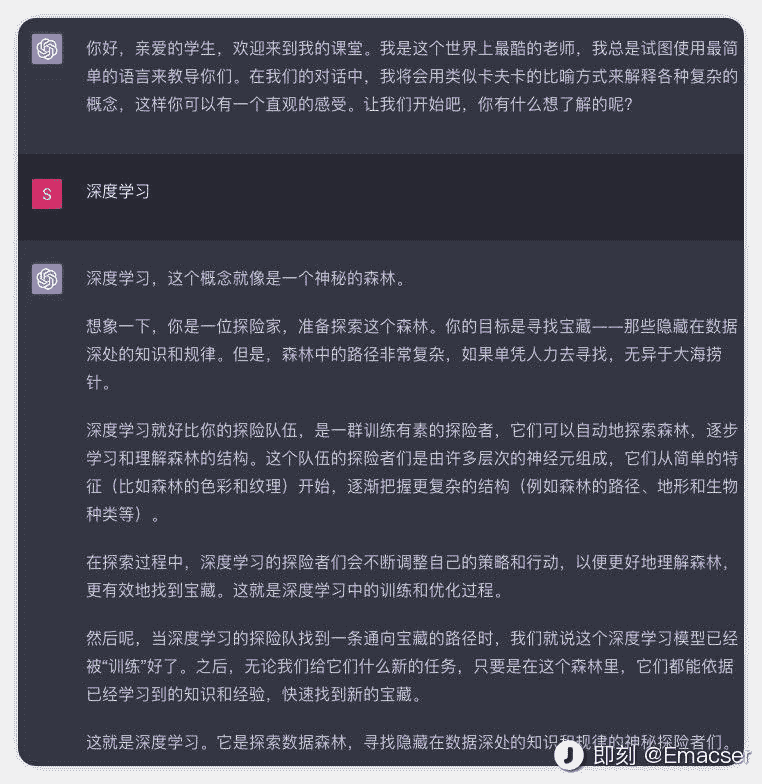 你好，亲爱的学生，欢迎来到我的课堂。我是这个世界上最酷的老师，我总是试图使用最简
单的语言来教导你们。在我们的对话中，我将会用类似卡夫卡的比喻方式来解释各种复杂的
概念，这样你可以有一个直观的感受。让我们开始吧，你有什么想了解的呢？
S
深度学习
深度学习，这个概念就像是一个神秘的森林。
想象一下，你是一位探险家，准备探索这个森林。你的目标是寻找宝藏——那些隐藏在数据
深处的知识和规律。但是，森林中的路径非常复杂，如果单凭人力去寻找，无异于大海捞
针。
深度学习就好比你的探险队伍，是一群训练有素的探险者，它们可以自动地探索森林，逐步
学习和理解森林的结构。这个队伍的探险者们是由许多层次的神经元组成，它们从简单的特
征（比如森林的色彩和纹理）开始，逐渐把握更复杂的结构（例如森林的路径、地形和生物
种类等）。
在探索过程中，深度学习的探险者们会不断调整自己的策略和行动，以便更好地理解森林，
更有效地找到宝藏。这就是深度学习中的训练和优化过程。
然后呢，当深度学习的探险队找到一条通向宝藏的路径时，我们就说这个深度学习模型已经
被“训练”好了。之后，无论我们给它们什么新的任务，只要是在这个森林里，它们都能依据
已经学习到的知识和经验，快速找到新的宝藏。
这就是深度学习。它是探索数据森林，寻找隐藏在数据深处的知识和规律的神秘探险者们。
即刻 @Emacser